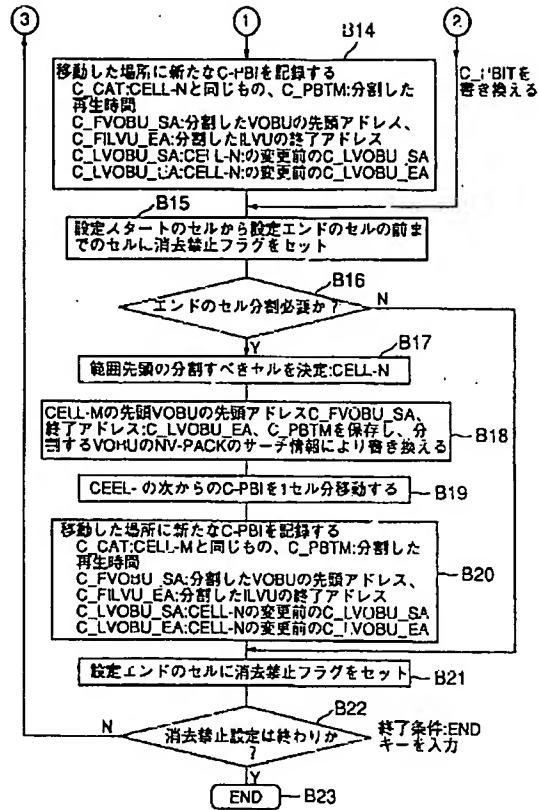 3
1
2
B14
移動した場所に新たなC-PBIを記録する
C_CAT:CELL-Nと同じもの、C_PBTM:分割した
再生時間
C_FVOBU_SA:分割したVOBUの先頭アドレス、
C_FILVU_EA:分割したILVUの終了アドレス
C_LVOBU_SA:CELL-Nの変更前のC_LVOBU_SA
C_LVOBU_EA:CELL-Nの変更前のC_LVOBU_EA
C_PBITを
書き換える
B15
設定スタートのセルから設定エンドのセルの前ま
でのセルに消去禁止フラグをセット
B16
エンドのセル分割必要か?
N
Y
B17
範囲先頭の分割すべきセルを決定:CELL-N
CELL-Mの先頭VOBUの先頭アドレスC_FVOBU_SA、
終了アドレス:C_LVOBU_EA、C_PBTMを保存し、分
割するVOBUのNV-PACKのサーチ情報により書き換える
B18
CEEL-の次からのC-PBIを1セル分移動する
B19
移動した場所に新たなC-PBIを記録する
C_CAT:CELL-Mと同じもの、C_PBTM:分割した
再生時間
C_FVOBU_SA:分割したVOBUの先頭アドレス、
C_FILVU_EA:分割したILVUの終了アドレス
C_LVOBU_SA:CELL-Nの変更前のC_LVOBU_SA
C_LVOBU_EA:CELL-Nの変更前のC_LVOBU_EA
B20
設定エンドのセルに消去禁止フラグをセット
B21
B22
N
消去禁止設定は終わりか
?
終了条件:END
キーを入力
Y
END
B23